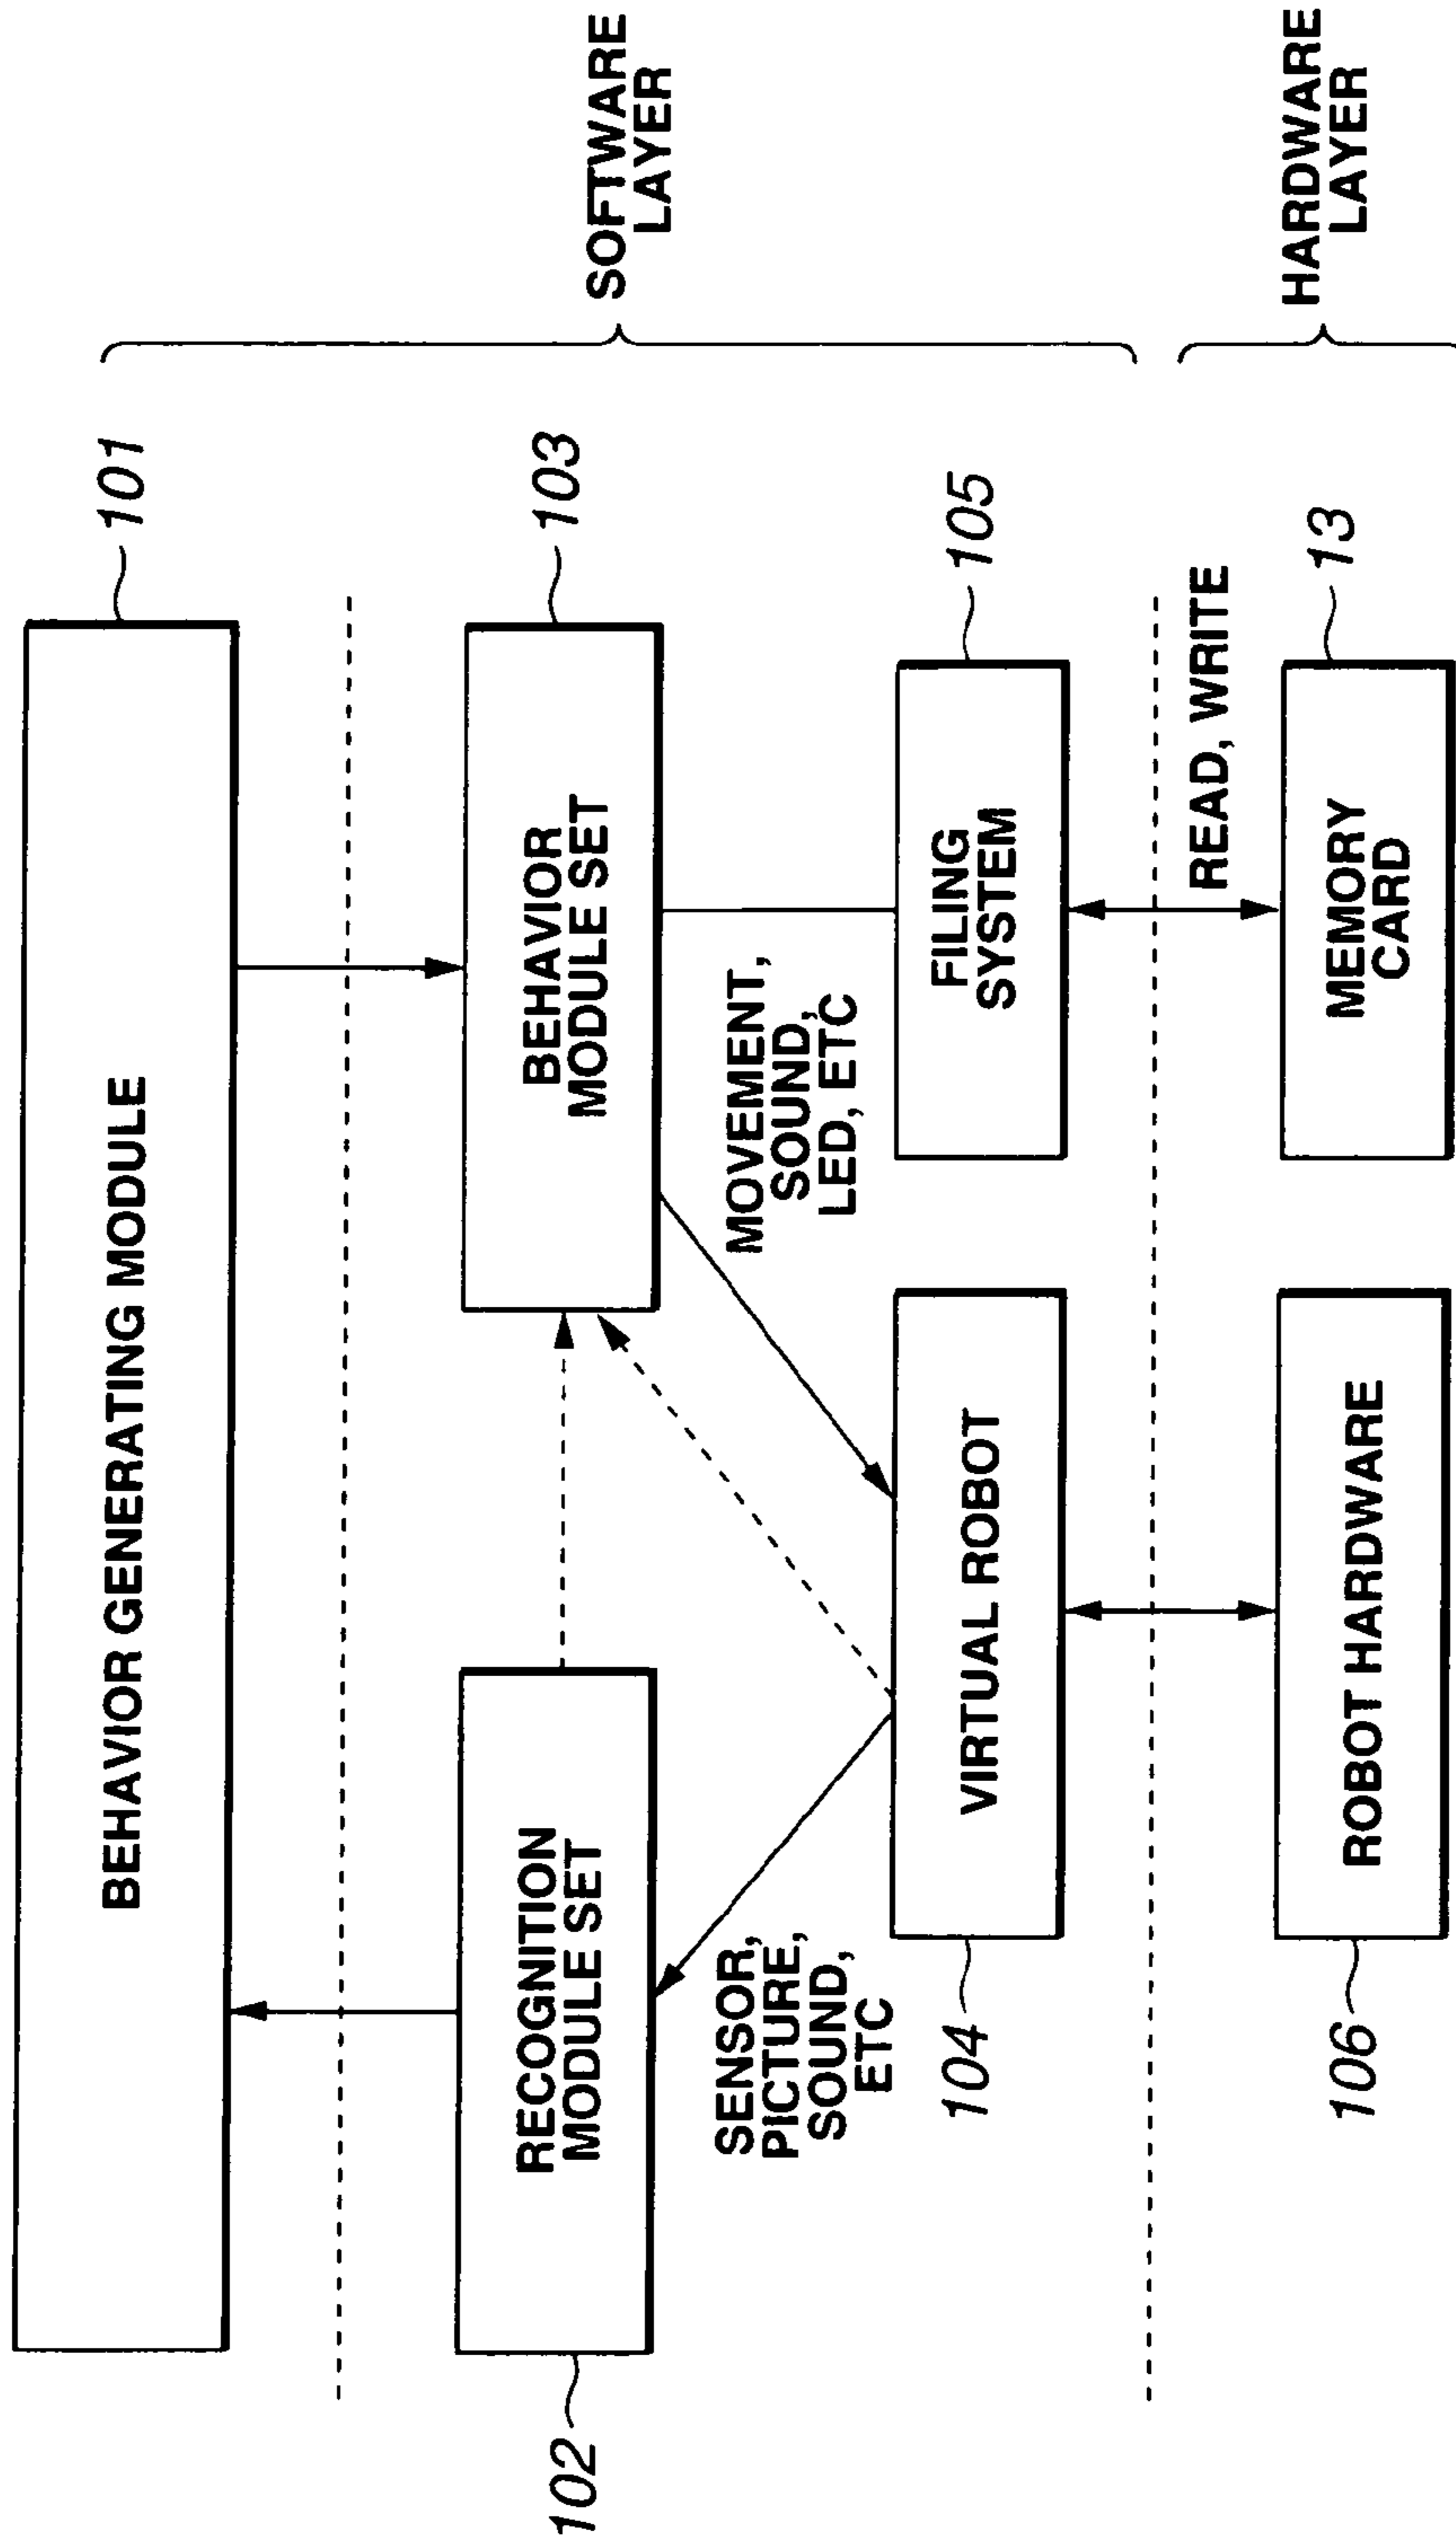 BEHAVIOR GENERATING MODULE
101
102
RECOGNITION
MODULE SET
BEHAVIOR
MODULE SET
103
SENSOR,
PICTURE,
SOUND,
ETC
MOVEMENT,
SOUND,
LED, ETC
SOFTWARE
LAYER
104
VIRTUAL ROBOT
FILING
SYSTEM
105
READ, WRITE
106
ROBOT HARDWARE
MEMORY
CARD
13
HARDWARE
LAYER